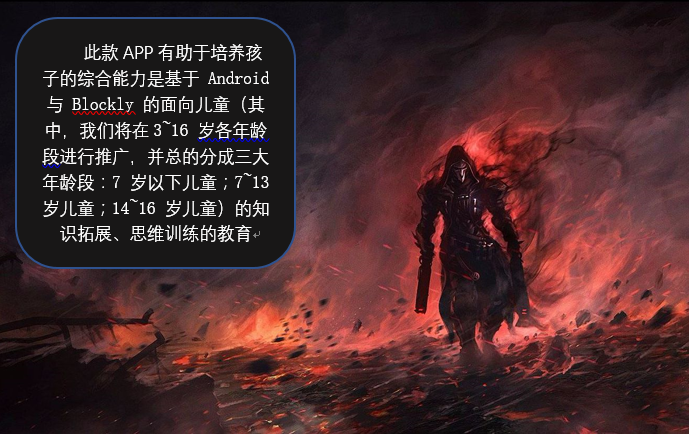 此款 APP 有助于培养孩
子的综合能力是基于 Android
与 Blockly 的面向儿童（其
中，我们将在 3~16 岁各年龄
段进行推广，并总的分成三大
年龄段：7 岁以下儿童；7~13
岁儿童；14~16 岁儿童）的知
识拓展、思维训练的教育